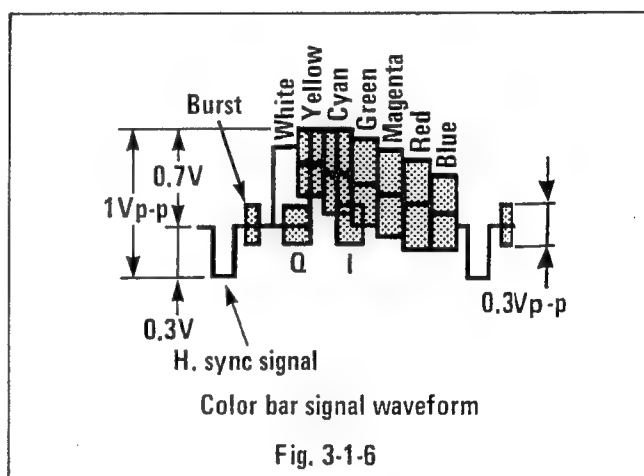 Burst
White
Yellow
Cyan
Green
Magenta
Red
Blue
0.7V
1Vp-p
0.3V
Q
I
0.3Vp-p
H. sync signal
Color bar signal waveform
Fig. 3-1-6